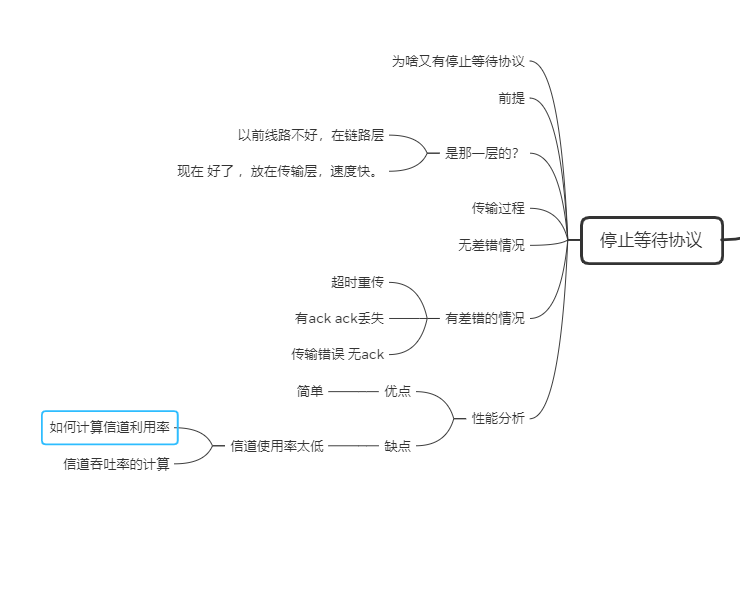 停止等待协议
为啥又有停止等待协议
前提
是那一层的？
以前线路不好，在链路层
现在 好了 ，放在传输层，速度快。
传输过程
无差错情况
有差错的情况
超时重传
有ack ack丢失
传输错误 无ack
性能分析
优点
简单
缺点
信道使用率太低
如何计算信道利用率
信道吞吐率的计算